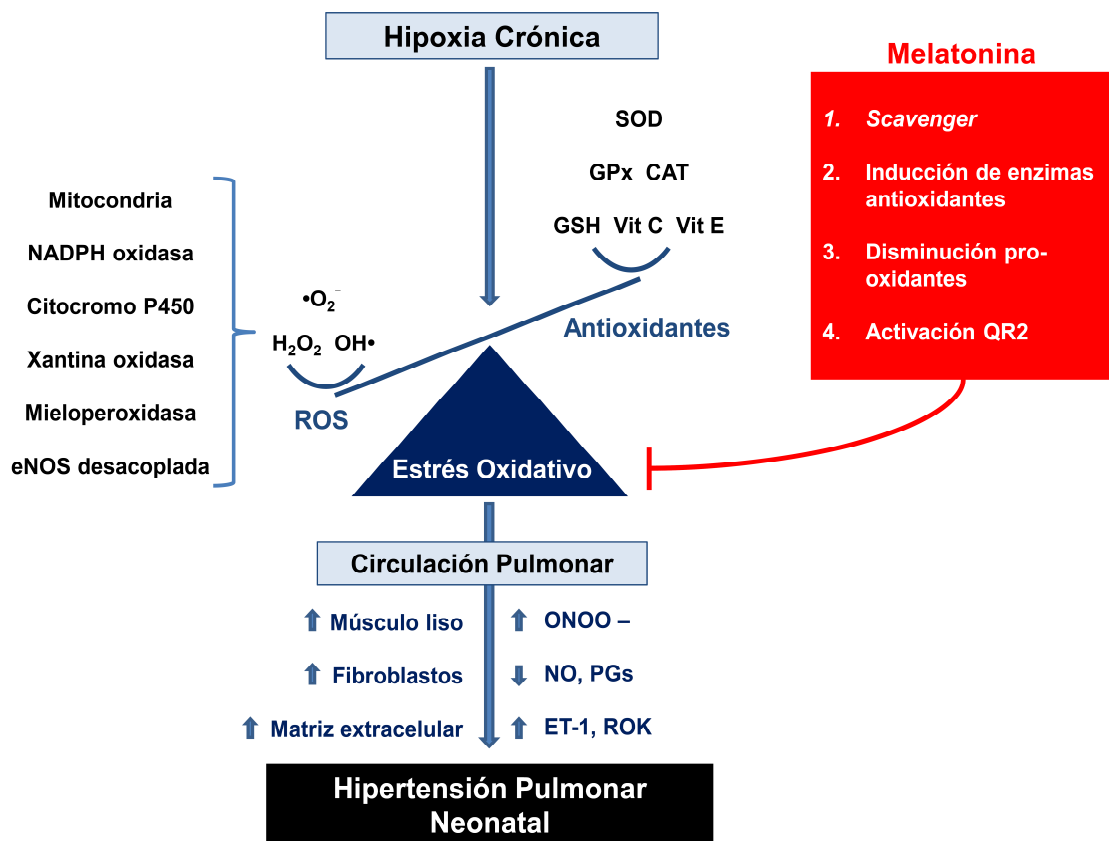 Hipoxia Crónica
Melatonina
1. Scavenger
2. Inducción de enzimas
antioxidantes
3. Disminución pro-
oxidantes
4. Activación QR2
SOD
GPx CAT
GSH Vit C Vit E
Antioxidantes
Mitocondria
NADPH oxidasa
Citocromo P450
Xantina oxidasa
Mieloperoxidasa
eNOS desacoplada
•O₂⁻
H₂O₂ OH•
ROS
Estrés Oxidativo
Circulación Pulmonar
Músculo liso
Fibroblastos
Matriz extracelular
ONOO –
NO, PGs
ET-1, ROK
Hipertensión Pulmonar
Neonatal